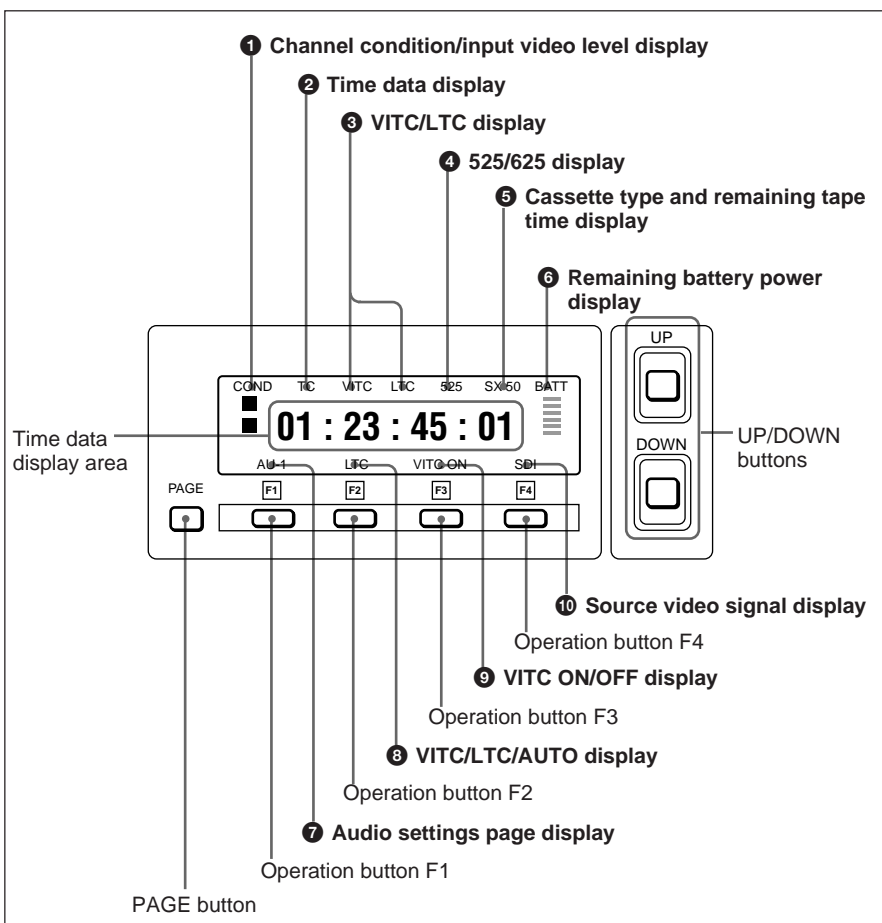 ❶ Channel condition/input video level display
❷ Time data display
❸ VITC/LTC display
❹ 525/625 display
❺ Cassette type and remaining tape
time display
❻ Remaining battery power
display
UP
COND TC VITC LTC 525 SX 50 BATT
01 : 23 : 45 : 01
Time data
display area
DOWN
UP/DOWN
buttons
AU-1 LTC VITC ON SDI
PAGE F1 F2 F3 F4
❿ Source video signal display
Operation button F4
❾ VITC ON/OFF display
Operation button F3
❽ VITC/LTC/AUTO display
Operation button F2
❼ Audio settings page display
Operation button F1
PAGE button